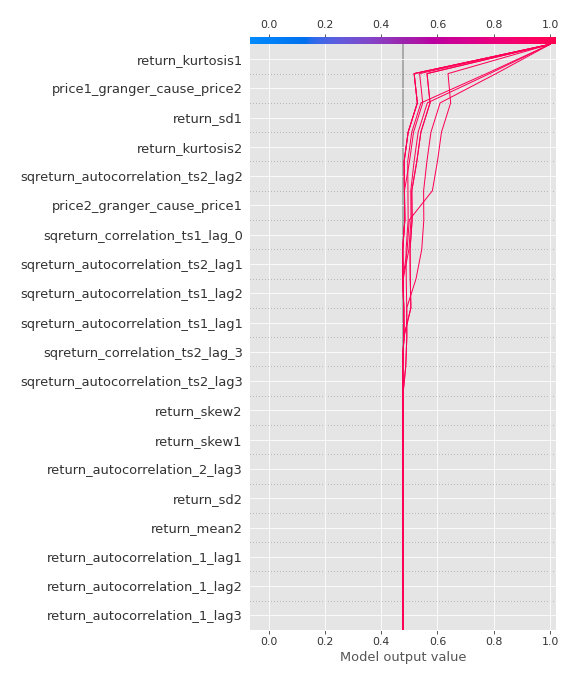 0.0 0.2 0.4 0.6 0.8 1.0
return_kurtosis1
price1_granger_cause_price2
return_sd1
return_kurtosis2
sqreturn_autocorrelation_ts2_lag2
price2_granger_cause_price1
sqreturn_correlation_ts1_lag_0
sqreturn_autocorrelation_ts2_lag1
sqreturn_autocorrelation_ts1_lag2
sqreturn_autocorrelation_ts1_lag1
sqreturn_correlation_ts2_lag_3
sqreturn_autocorrelation_ts2_lag3
return_skew2
return_skew1
return_autocorrelation_2_lag3
return_sd2
return_mean2
return_autocorrelation_1_lag1
return_autocorrelation_1_lag2
return_autocorrelation_1_lag3
0.0 0.2 0.4 0.6 0.8 1.0
Model output value